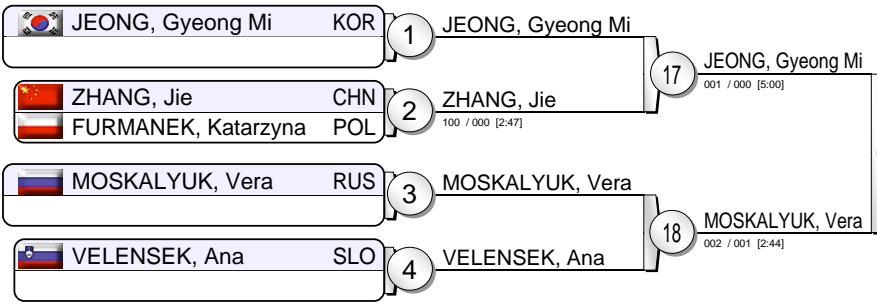 JEONG, Gyeong Mi KOR
1
JEONG, Gyeong Mi
ZHANG, Jie CHN
FURMANEK, Katarzyna POL
2
ZHANG, Jie
100 / 000 [2:47]
17
JEONG, Gyeong Mi
001 / 000 [5:00]
MOSKALYUK, Vera RUS
3
MOSKALYUK, Vera
VELENSEK, Ana SLO
4
VELENSEK, Ana
18
MOSKALYUK, Vera
002 / 001 [2:44]